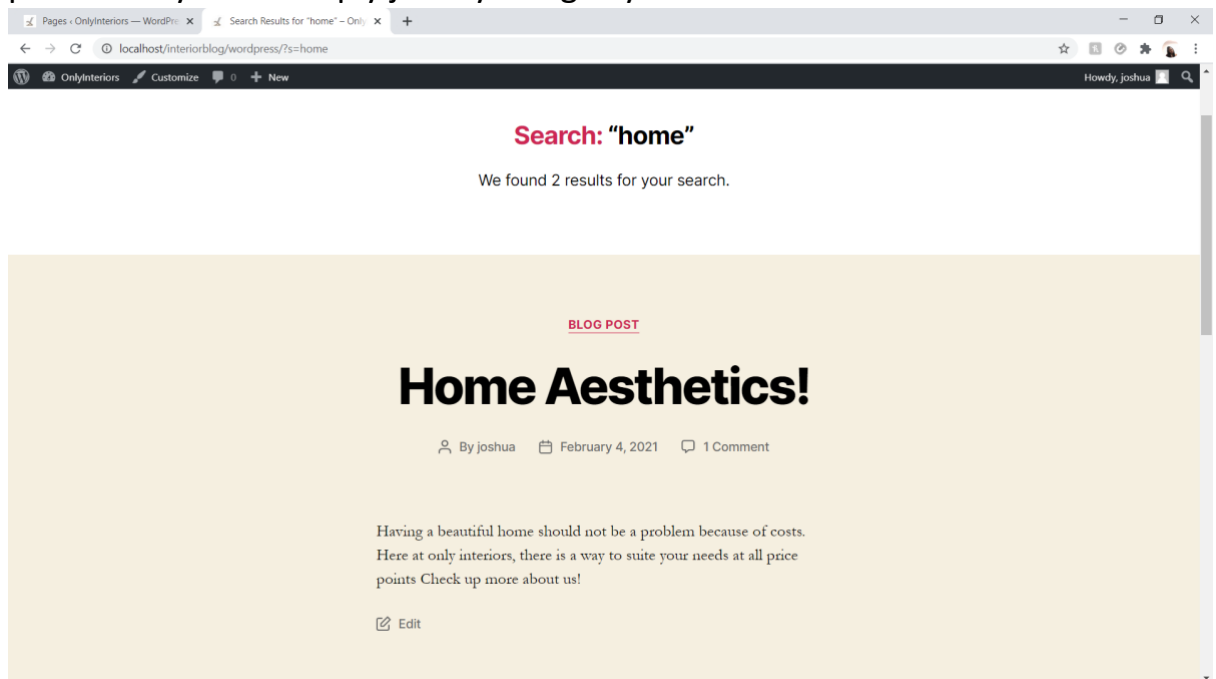 Pages ‹ OnlyInteriors — WordPre
Search Results for "home" – Only
localhost/interiorblog/wordpress/?s=home
OnlyInteriors Customize 0 New
Howdy, joshua
Search: “home”
We found 2 results for your search.
BLOG POST
Home Aesthetics!
By joshua February 4, 2021 1 Comment
Having a beautiful home should not be a problem because of costs.
Here at only interiors, there is a way to suite your needs at all price
points Check up more about us!
Edit